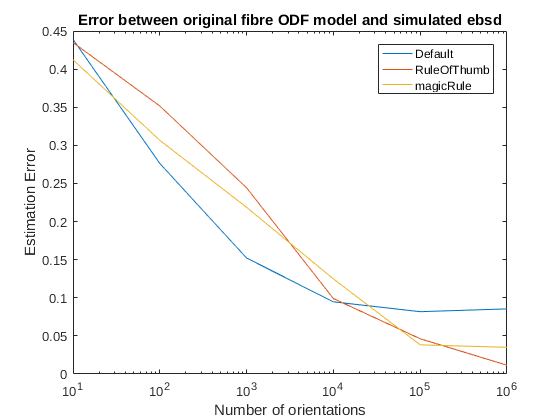 Error between original fibre ODF model and simulated ebsd
Default
RuleOfThumb
magicRule
Estimation Error
0.45
0.4
0.35
0.3
0.25
0.2
0.15
0.1
0.05
0
10^1
10^2
10^3
10^4
10^5
10^6
Number of orientations